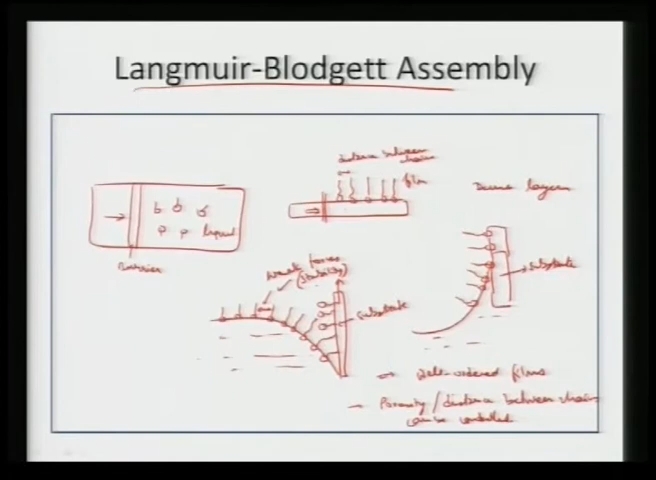 Langmuir-Blodgett Assembly
distance between
chains
film
Dense layers
liquid
Barrier
weak forces
(stability)
substrate
substrate
Well-ordered films
Porosity / distance between chains
can be controlled